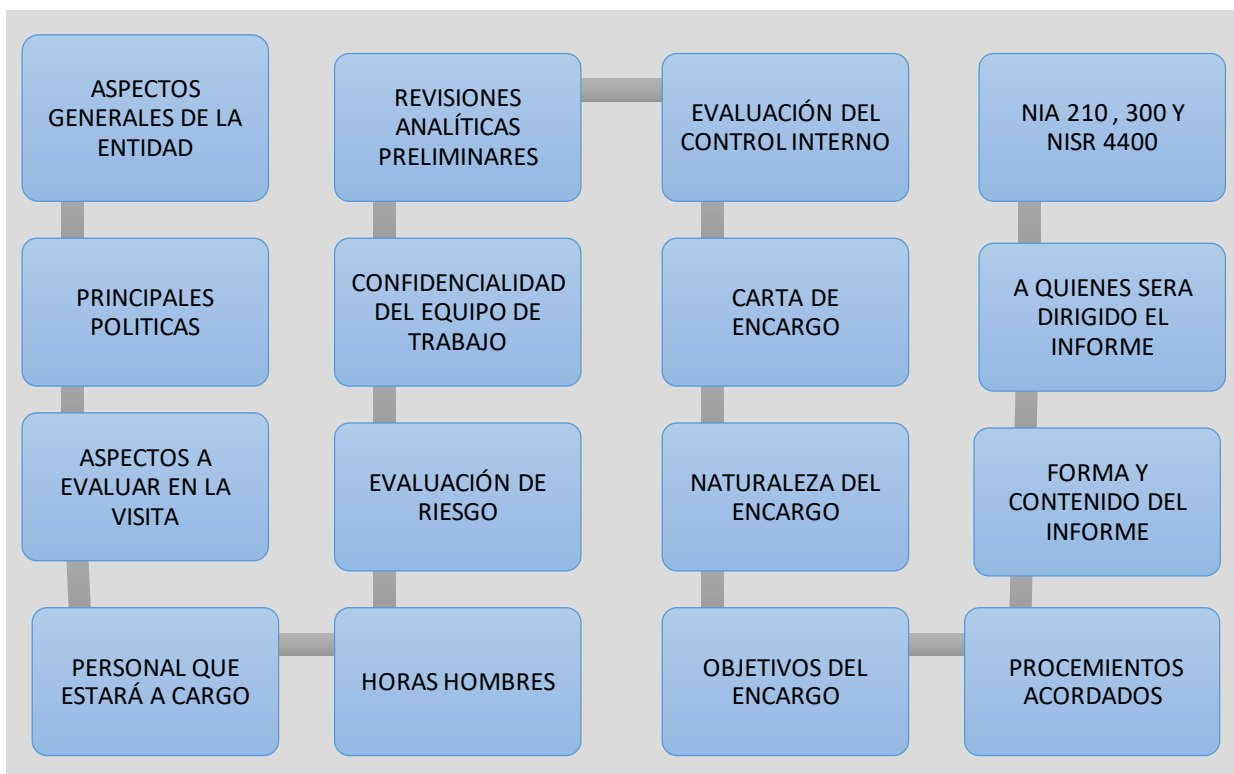 ASPECTOS
GENERALES DE LA
ENTIDAD
PRINCIPALES
POLITICAS
ASPECTOS A
EVALUAR EN LA
VISITA
PERSONAL QUE
ESTARÁ A CARGO
HORAS HOMBRES
EVALUACIÓN DE
RIESGO
CONFIDENCIALIDAD
DEL EQUIPO DE
TRABAJO
REVISIONES
ANALÍTICAS
PRELIMINARES
EVALUACIÓN DEL
CONTROL INTERNO
CARTA DE
ENCARGO
NATURALEZA DEL
ENCARGO
OBJETIVOS DEL
ENCARGO
PROCEMIENTOS
ACORDADOS
FORMA Y
CONTENIDO DEL
INFORME
A QUIENES SERA
DIRIGIDO EL
INFORME
NIA 210 , 300 Y
NISR 4400